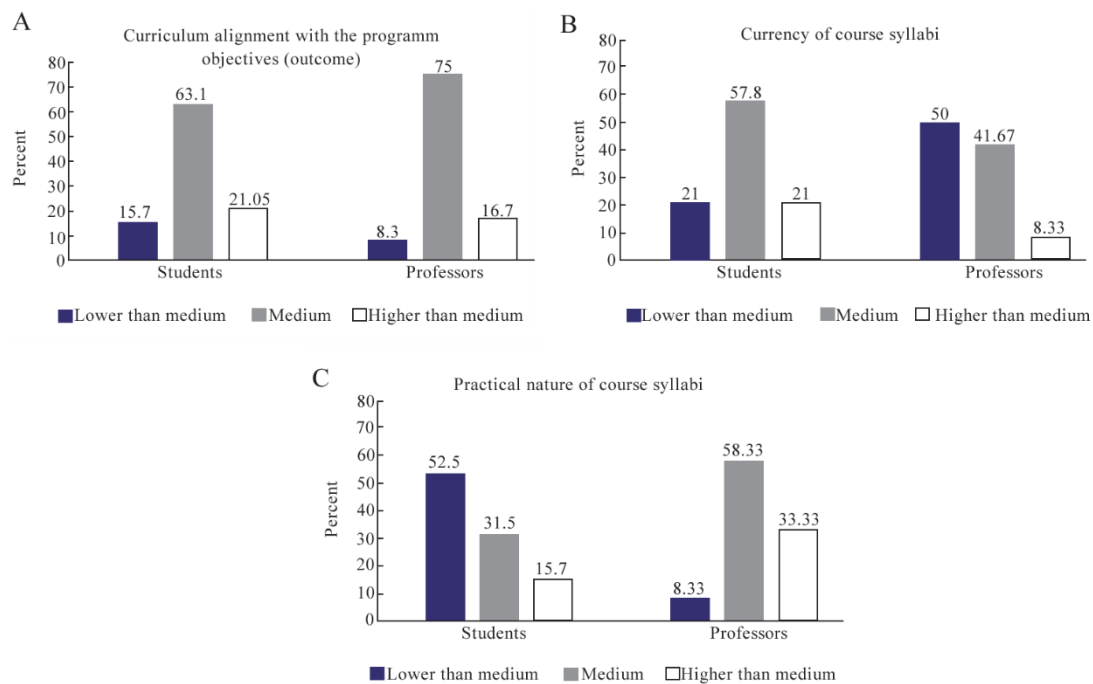 A
Curriculum alignment with the programm
objectives (outcome)
Percent
80
70
60
50
40
30
20
10
0
15.7
63.1
21.05
8.3
75
16.7
Students
Professors
Lower than medium
Medium
Higher than medium
B
Currency of course syllabi
Percent
80
70
60
50
40
30
20
10
0
21
57.8
21
50
41.67
8.33
Students
Professors
Lower than medium
Medium
Higher than medium
C
Practical nature of course syllabi
Percent
80
70
60
50
40
30
20
10
0
52.5
31.5
15.7
8.33
58.33
33.33
Students
Professors
Lower than medium
Medium
Higher than medium